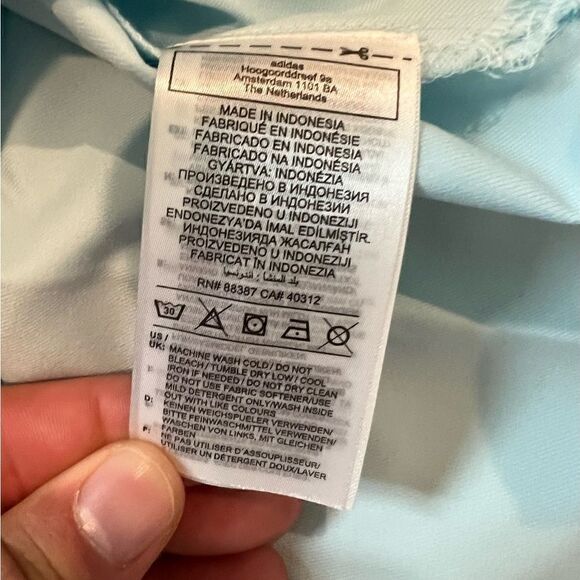 adidas
Hoogoorddreef 9a
Amsterdam 1101 BA
The Netherlands
MADE IN INDONESIA
FABRIQUÉ EN INDONÉSIE
FABRICADO EN INDONESIA
FABRICADO NA INDONÉSIA
GYÁRTVA: INDONÉZIA
ПРОИЗВЕДЕНО В ИНДОНЕЗИЯ
СДЕЛАНО В ИНДОНЕЗИИ
PROIZVEDENO U INDONEZIJI
ENDONEZYA'DA İMAL EDİLMİŞTİR.
ИНДОНЕЗИЯДА ЖАСАЛҒАН
PROIZVEDENO U INDONEZIJI
FABRICAT ÎN INDONEZIA
بلد المنشأ: اندونيسيا
RN# 88387 CA# 40312
30
US /
UK: MACHINE WASH COLD / DO NOT
BLEACH / TUMBLE DRY LOW / COOL
IRON IF NEEDED / DO NOT DRY CLEAN
DO NOT USE FABRIC SOFTENER/USE
MILD DETERGENT ONLY/WASH INSIDE
OUT WITH LIKE COLOURS
D: KEINEN WEICHSPUELER VERWENDEN/
BITTE FEINWASCHMITTEL VERWENDEN/
WASCHEN VON LINKS, MIT GLEICHEN
FARBEN
F: NE PAS UTILISER D'ASSOUPLISSEUR/
UTILISER UN DETERGENT DOUX/LAVER